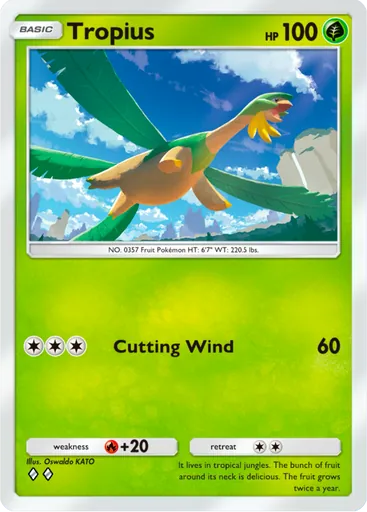 BASIC Tropius HP 100
NO. 0357 Fruit Pokémon HT: 6'7" WT: 220.5 lbs.
Cutting Wind 60
weakness +20 retreat
Illus. Oswaldo KATO
It lives in tropical jungles. The bunch of fruit
around its neck is delicious. The fruit grows
twice a year.